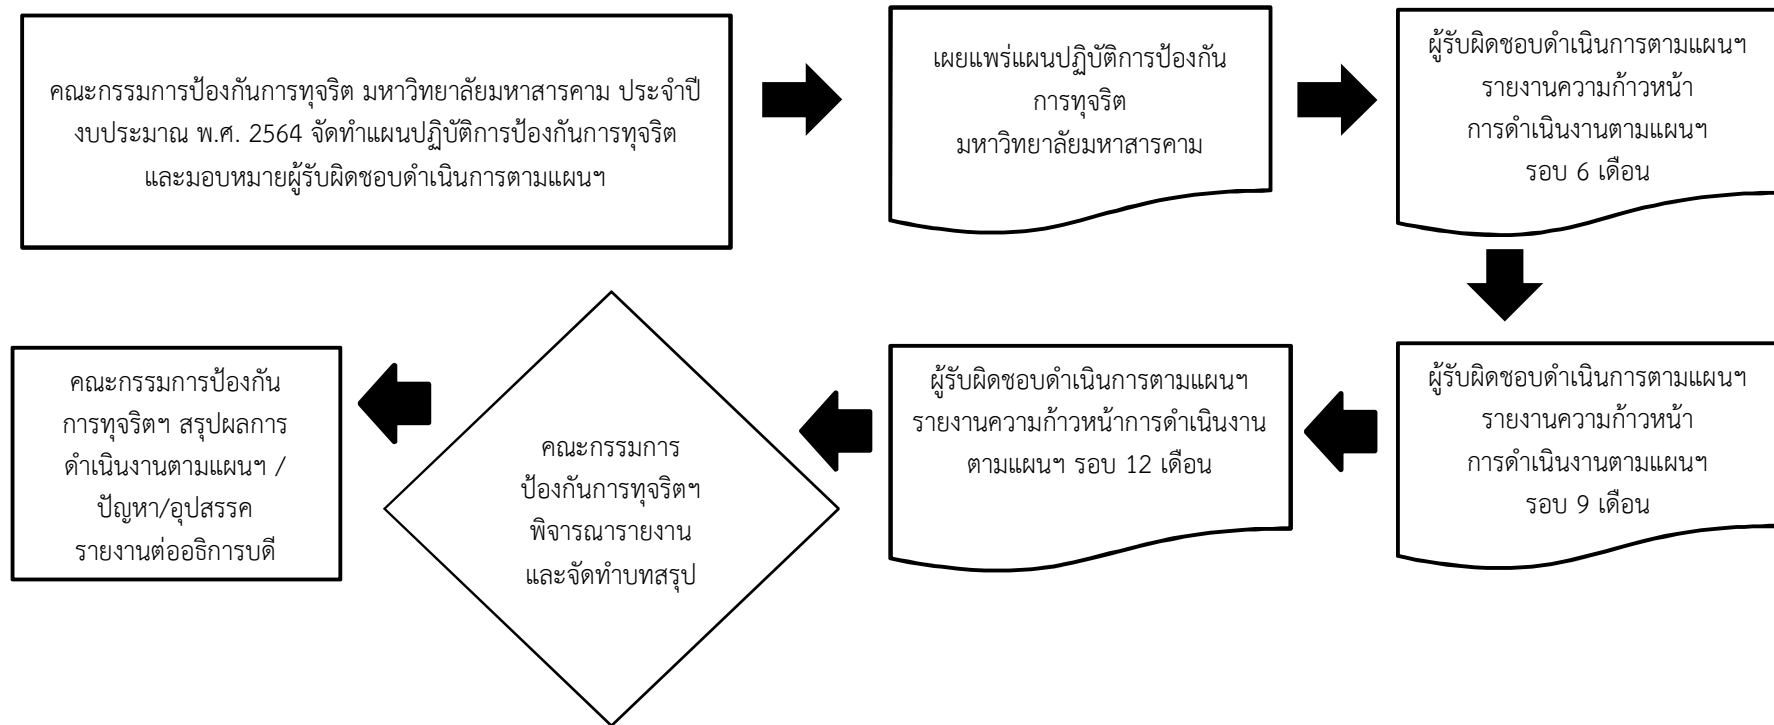 คณะกรรมการป้องกันการทุจริต มหาวิทยาลัยมหาสารคาม ประจำปี
งบประมาณ พ.ศ. 2564 จัดทำแผนปฏิบัติการป้องกันการทุจริต
และมอบหมายผู้รับผิดชอบดำเนินการตามแผนฯ
เผยแพร่แผนปฏิบัติการป้องกัน
การทุจริต
มหาวิทยาลัยมหาสารคาม
ผู้รับผิดชอบดำเนินการตามแผนฯ
รายงานความก้าวหน้า
การดำเนินงานตามแผนฯ
รอบ 6 เดือน
ผู้รับผิดชอบดำเนินการตามแผนฯ
รายงานความก้าวหน้า
การดำเนินงานตามแผนฯ
รอบ 9 เดือน
ผู้รับผิดชอบดำเนินการตามแผนฯ
รายงานความก้าวหน้าการดำเนินงาน
ตามแผนฯ รอบ 12 เดือน
คณะกรรมการ
ป้องกันการทุจริตฯ
พิจารณารายงาน
และจัดทำบทสรุป
คณะกรรมการป้องกัน
การทุจริตฯ สรุปผลการ
ดำเนินงานตามแผนฯ /
ปัญหา/อุปสรรค
รายงานต่ออธิการบดี